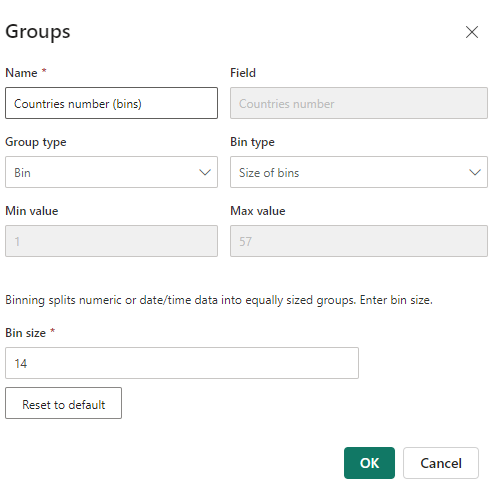 Groups
Name *
Field
Countries number (bins)
Countries number
Group type
Bin type
Bin
Size of bins
Min value
Max value
1
57
Binning splits numeric or date/time data into equally sized groups. Enter bin size.
Bin size *
14
Reset to default
OK
Cancel